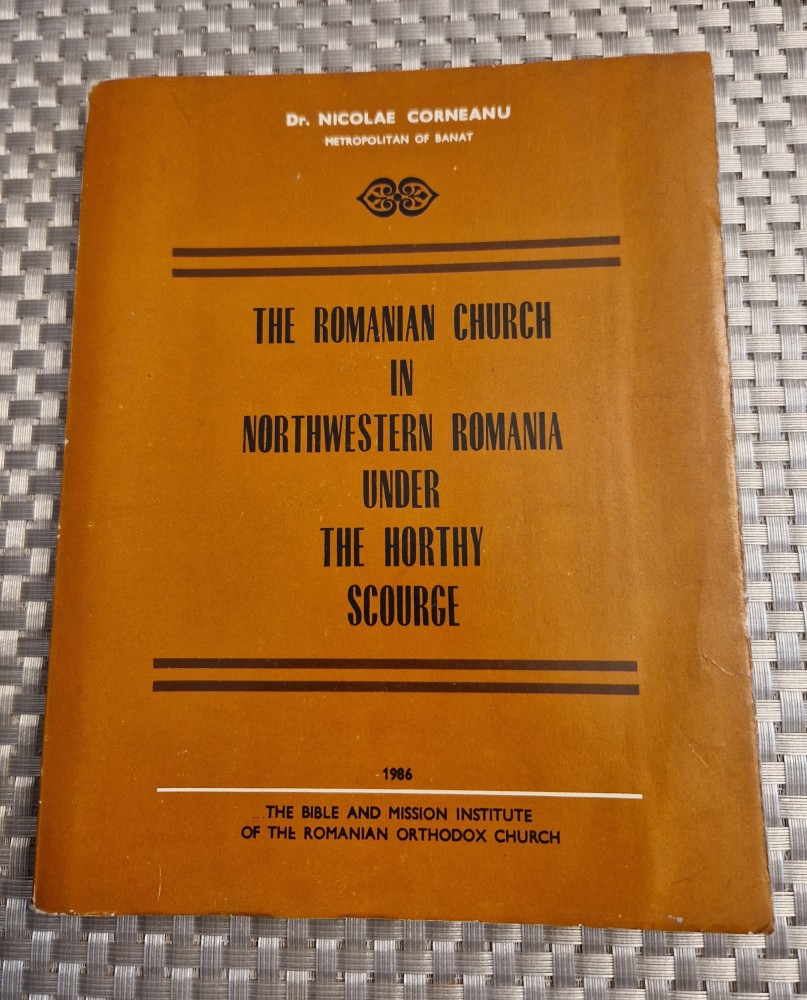 Dr. NICOLAE CORNEANU
METROPOLITAN OF BANAT
THE ROMANIAN CHURCH
IN
NORTHWESTERN ROMANIA
UNDER
THE HORTHY
SCOURGE
1986
THE BIBLE AND MISSION INSTITUTE
OF THE ROMANIAN ORTHODOX CHURCH